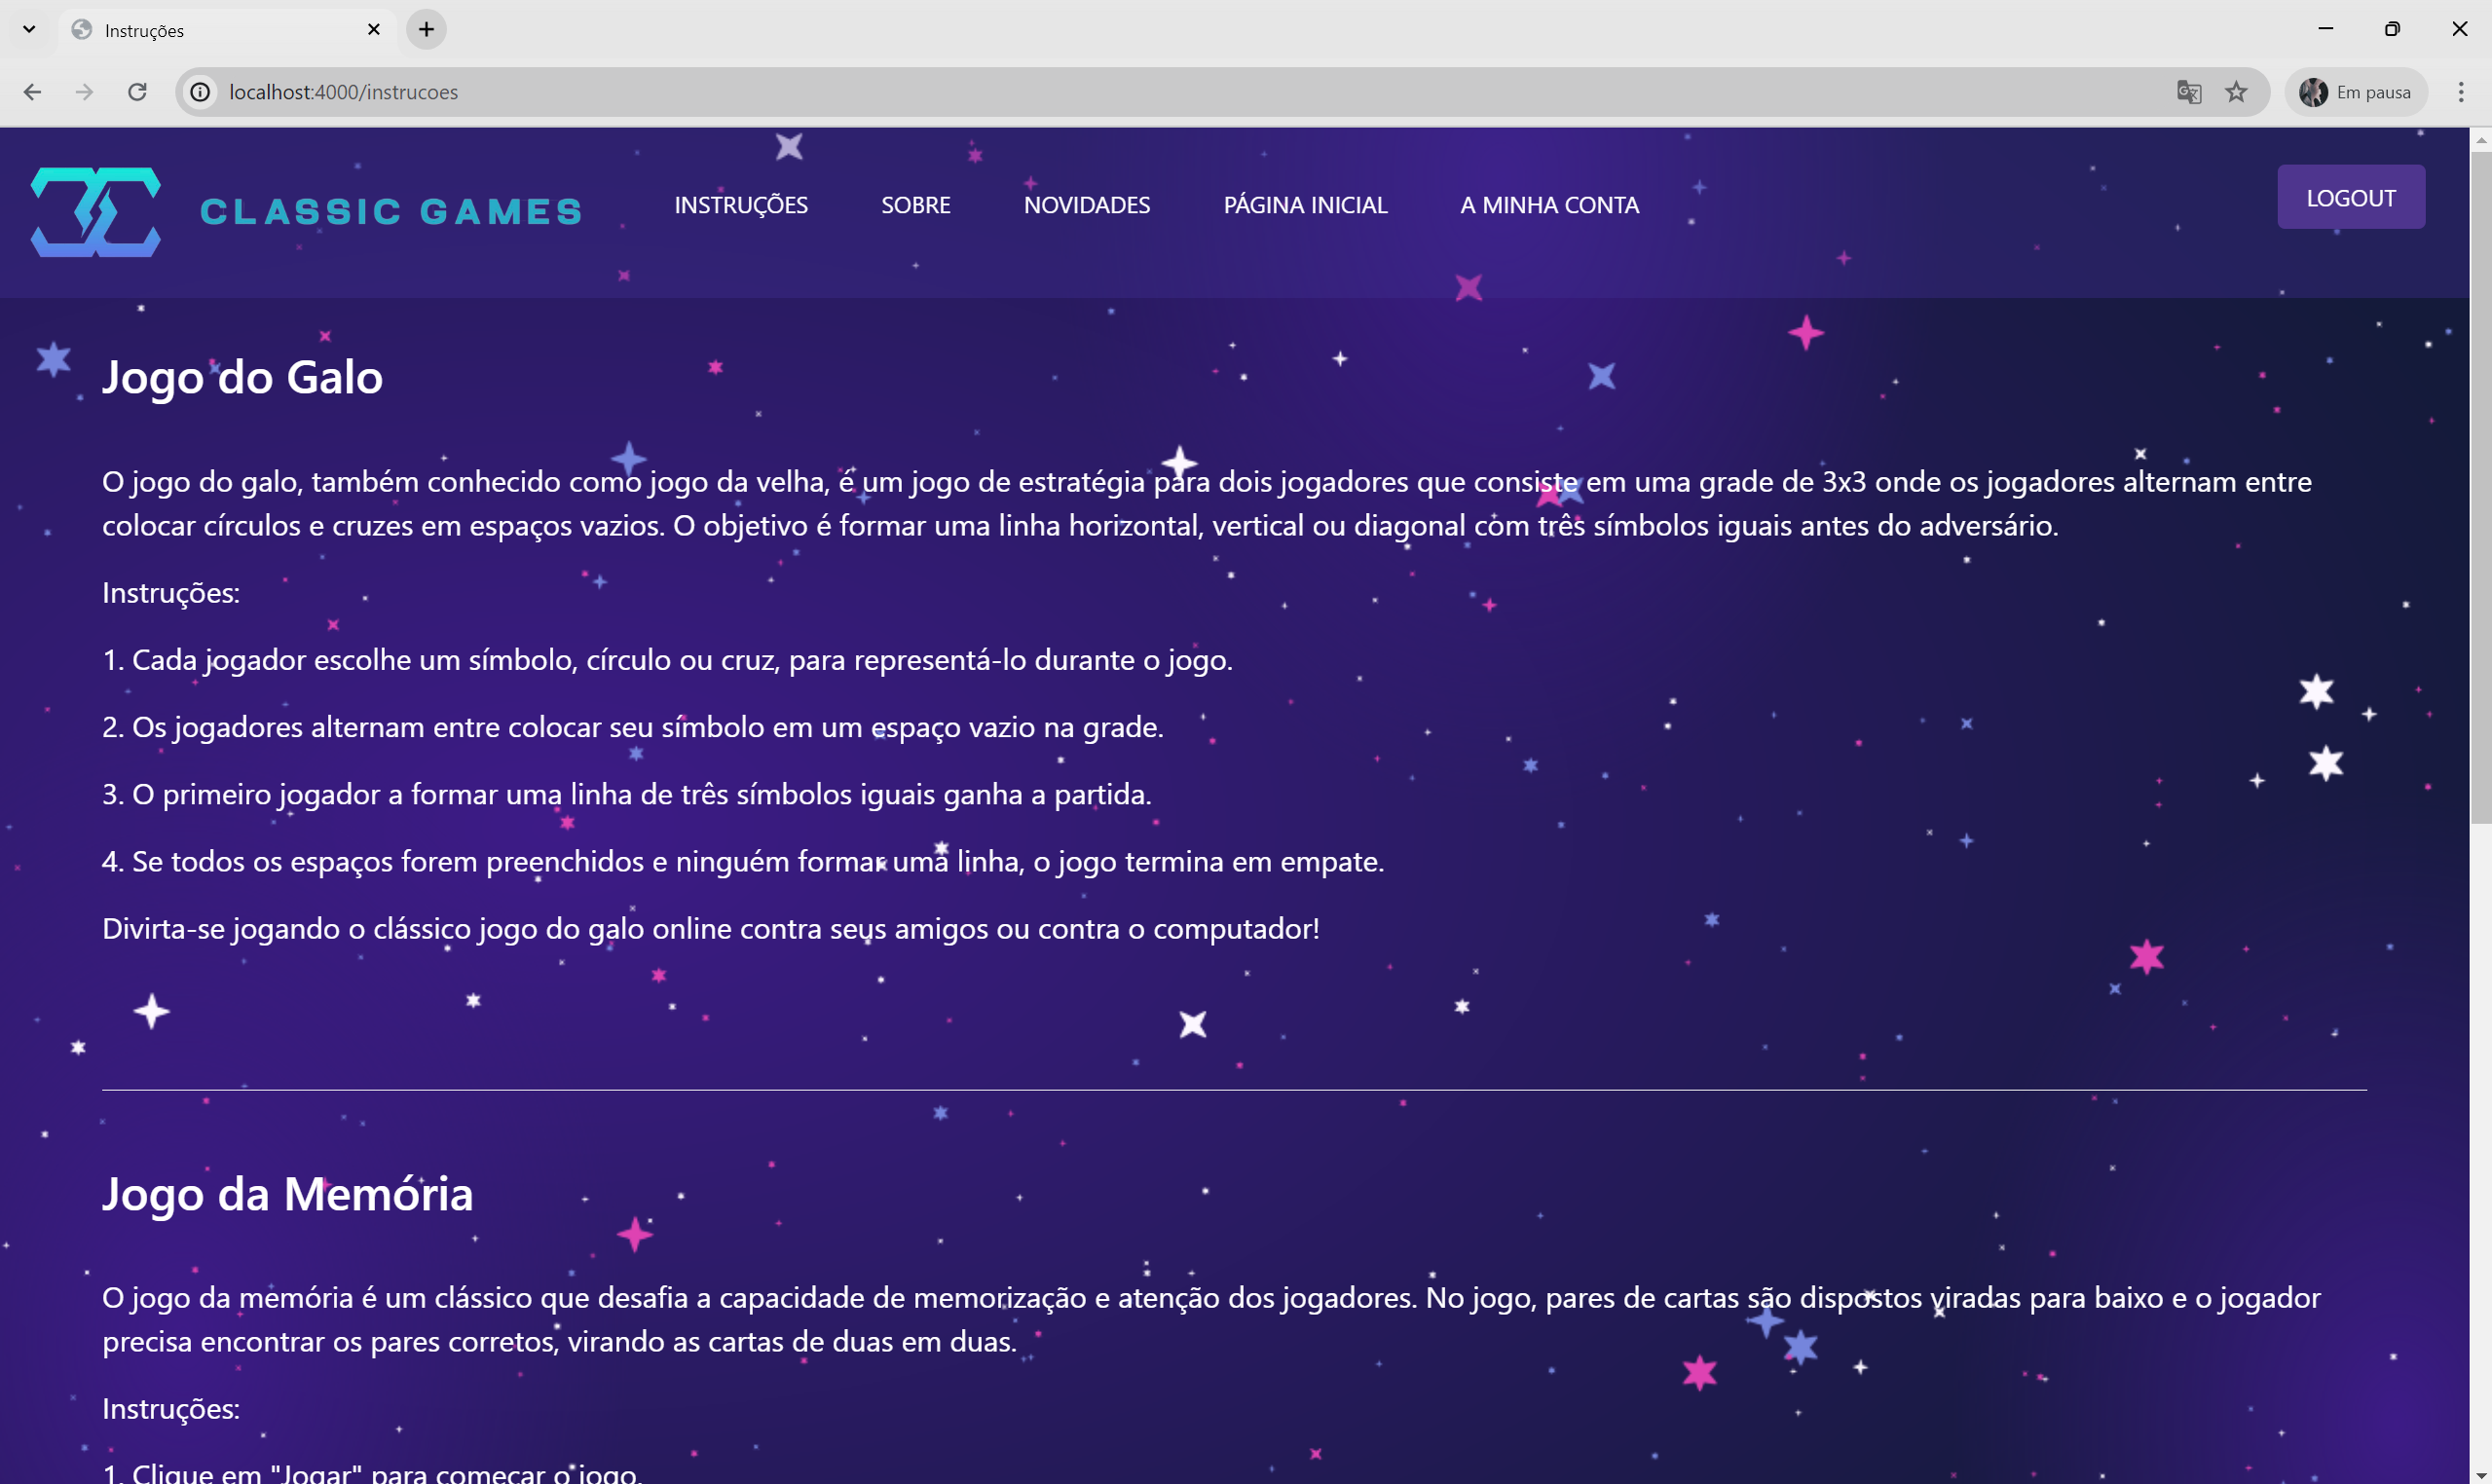 Instruções
localhost:4000/instrucoes
Em pausa
CLASSIC GAMES
INSTRUÇÕES
SOBRE
NOVIDADES
PÁGINA INICIAL
A MINHA CONTA
LOGOUT
Jogo do Galo
O jogo do galo, também conhecido como jogo da velha, é um jogo de estratégia para dois jogadores que consiste em uma grade de 3x3 onde os jogadores alternam entre
colocar círculos e cruzes em espaços vazios. O objetivo é formar uma linha horizontal, vertical ou diagonal com três símbolos iguais antes do adversário.
Instruções:
1. Cada jogador escolhe um símbolo, círculo ou cruz, para representá-lo durante o jogo.
2. Os jogadores alternam entre colocar seu símbolo em um espaço vazio na grade.
3. O primeiro jogador a formar uma linha de três símbolos iguais ganha a partida.
4. Se todos os espaços forem preenchidos e ninguém formar uma linha, o jogo termina em empate.
Divirta-se jogando o clássico jogo do galo online contra seus amigos ou contra o computador!
Jogo da Memória
O jogo da memória é um clássico que desafia a capacidade de memorização e atenção dos jogadores. No jogo, pares de cartas são dispostos viradas para baixo e o jogador
precisa encontrar os pares corretos, virando as cartas de duas em duas.
Instruções:
1. Clique em "Jogar" para começar o jogo.